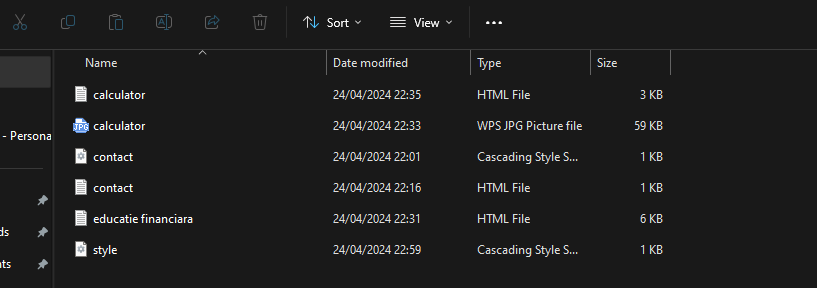 Sort View
Name Date modified Type Size
calculator 24/04/2024 22:35 HTML File 3 KB
JPG calculator 24/04/2024 22:33 WPS JPG Picture file 59 KB
- Persona
contact 24/04/2024 22:01 Cascading Style S... 1 KB
contact 24/04/2024 22:16 HTML File 1 KB
educatie financiara 24/04/2024 22:31 HTML File 6 KB
ds
style 24/04/2024 22:59 Cascading Style S... 1 KB
nts